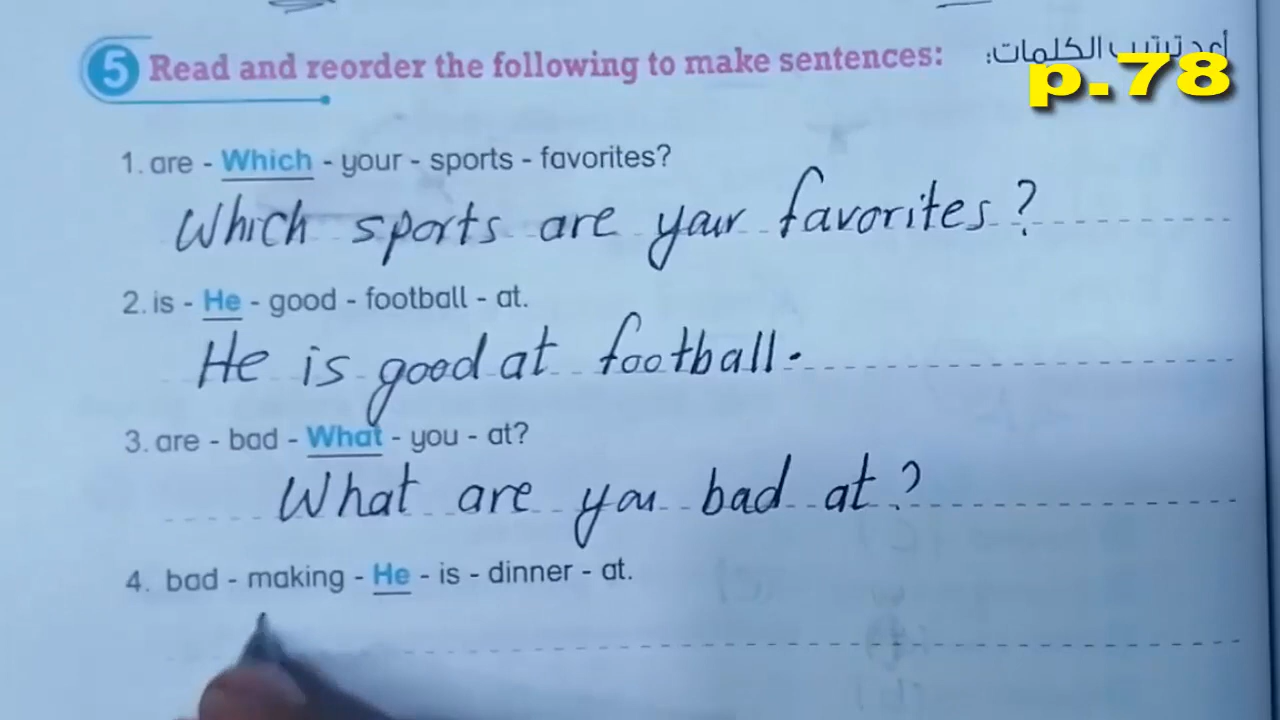 5 Read and reorder the following to make sentences: أعد ترتيب الكلمات:
p.78
1. are - Which - your - sports - favorites?
Which sports are your favorites?
2. is - He - good - football - at.
He is good at football.
3. are - bad - What - you - at?
What are you bad at?
4. bad - making - He - is - dinner - at.